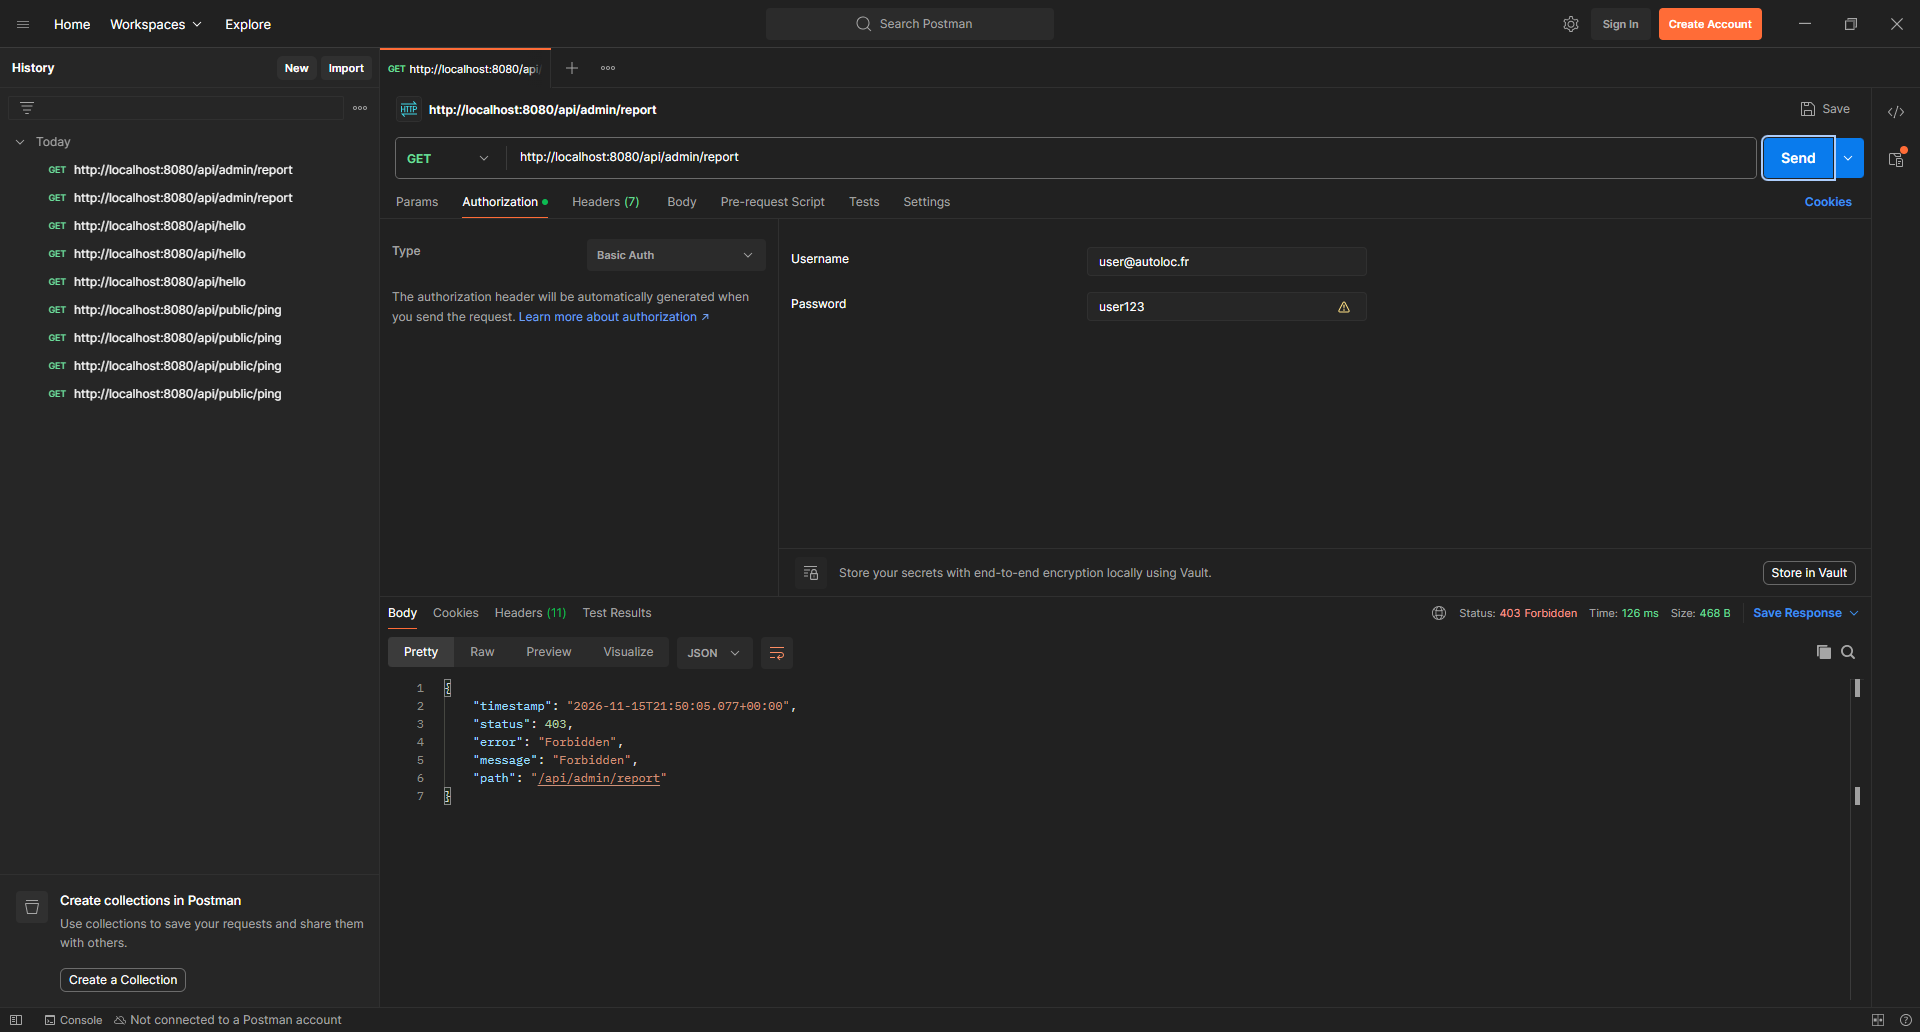 Home
Workspaces
Explore
Search Postman
Sign In
Create Account
History
New
Import
GET http://localhost:8080/api/
Today
GET http://localhost:8080/api/admin/report
GET http://localhost:8080/api/admin/report
GET http://localhost:8080/api/hello
GET http://localhost:8080/api/hello
GET http://localhost:8080/api/hello
GET http://localhost:8080/api/public/ping
GET http://localhost:8080/api/public/ping
GET http://localhost:8080/api/public/ping
GET http://localhost:8080/api/public/ping
Create collections in Postman
Use collections to save your requests and share them
with others.
Create a Collection
HTTP http://localhost:8080/api/admin/report
Save
GET
http://localhost:8080/api/admin/report
Send
Params
Authorization
Headers (7)
Body
Pre-request Script
Tests
Settings
Cookies
Type
Basic Auth
The authorization header will be automatically generated when
you send the request. Learn more about authorization ↗
Username
user@autoloc.fr
Password
user123
Store your secrets with end-to-end encryption locally using Vault.
Store in Vault
Body
Cookies
Headers (11)
Test Results
Status: 403 Forbidden
Time: 126 ms
Size: 468 B
Save Response
Pretty
Raw
Preview
Visualize
JSON
1 {
2 "timestamp": "2026-11-15T21:50:05.077+00:00",
3 "status": 403,
4 "error": "Forbidden",
5 "message": "Forbidden",
6 "path": "/api/admin/report"
7 }
Console
Not connected to a Postman account